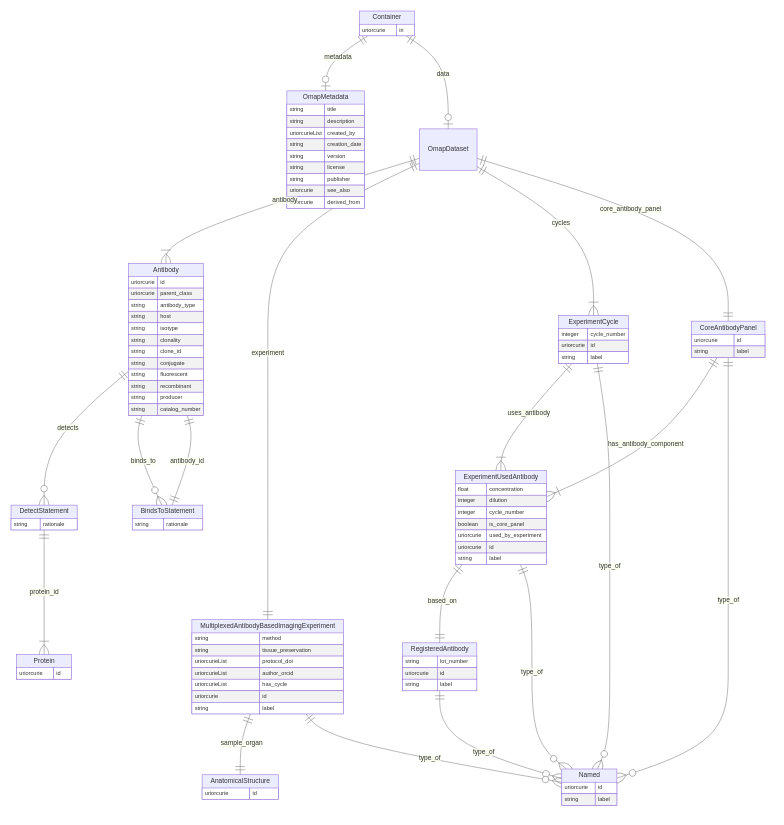 Container
uriorcurie iri
metadata
data
OmapMetadata
string title
string description
uriorcurieList created_by
string creation_date
string version
string license
string publisher
uriorcurie see_also
derived_from
OmapDataset
antibody
core_antibody_panel
cycles
Antibody
uriorcurie id
uriorcurie parent_class
string antibody_type
string host
string isotype
string clonality
string clone_id
string conjugate
string fluorescent
string recombinant
string producer
string catalog_number
ExperimentCycle
integer cycle_number
uriorcurie id
string label
CoreAntibodyPanel
uriorcurie id
string label
experiment
uses_antibody
detects
has_antibody_component
binds_to
antibody_id
ExperimentUsedAntibody
float concentration
integer dilution
integer cycle_number
boolean is_core_panel
uriorcurie used_by_experiment
uriorcurie id
string label
DetectStatement
string rationale
BindsToStatement
string rationale
type_of
protein_id
based_on
type_of
MultiplexedAntibodyBasedImagingExperiment
string method
string tissue_preservation
uriorcurieList protocol_doi
uriorcurieList author_orcid
uriorcurieList has_cycle
uriorcurie id
string label
RegisteredAntibody
string lot_number
uriorcurie id
string label
Protein
uriorcurie id
type_of
sample_organ
type_of
type_of
AnatomicalStructure
uriorcurie id
Named
uriorcurie id
string label